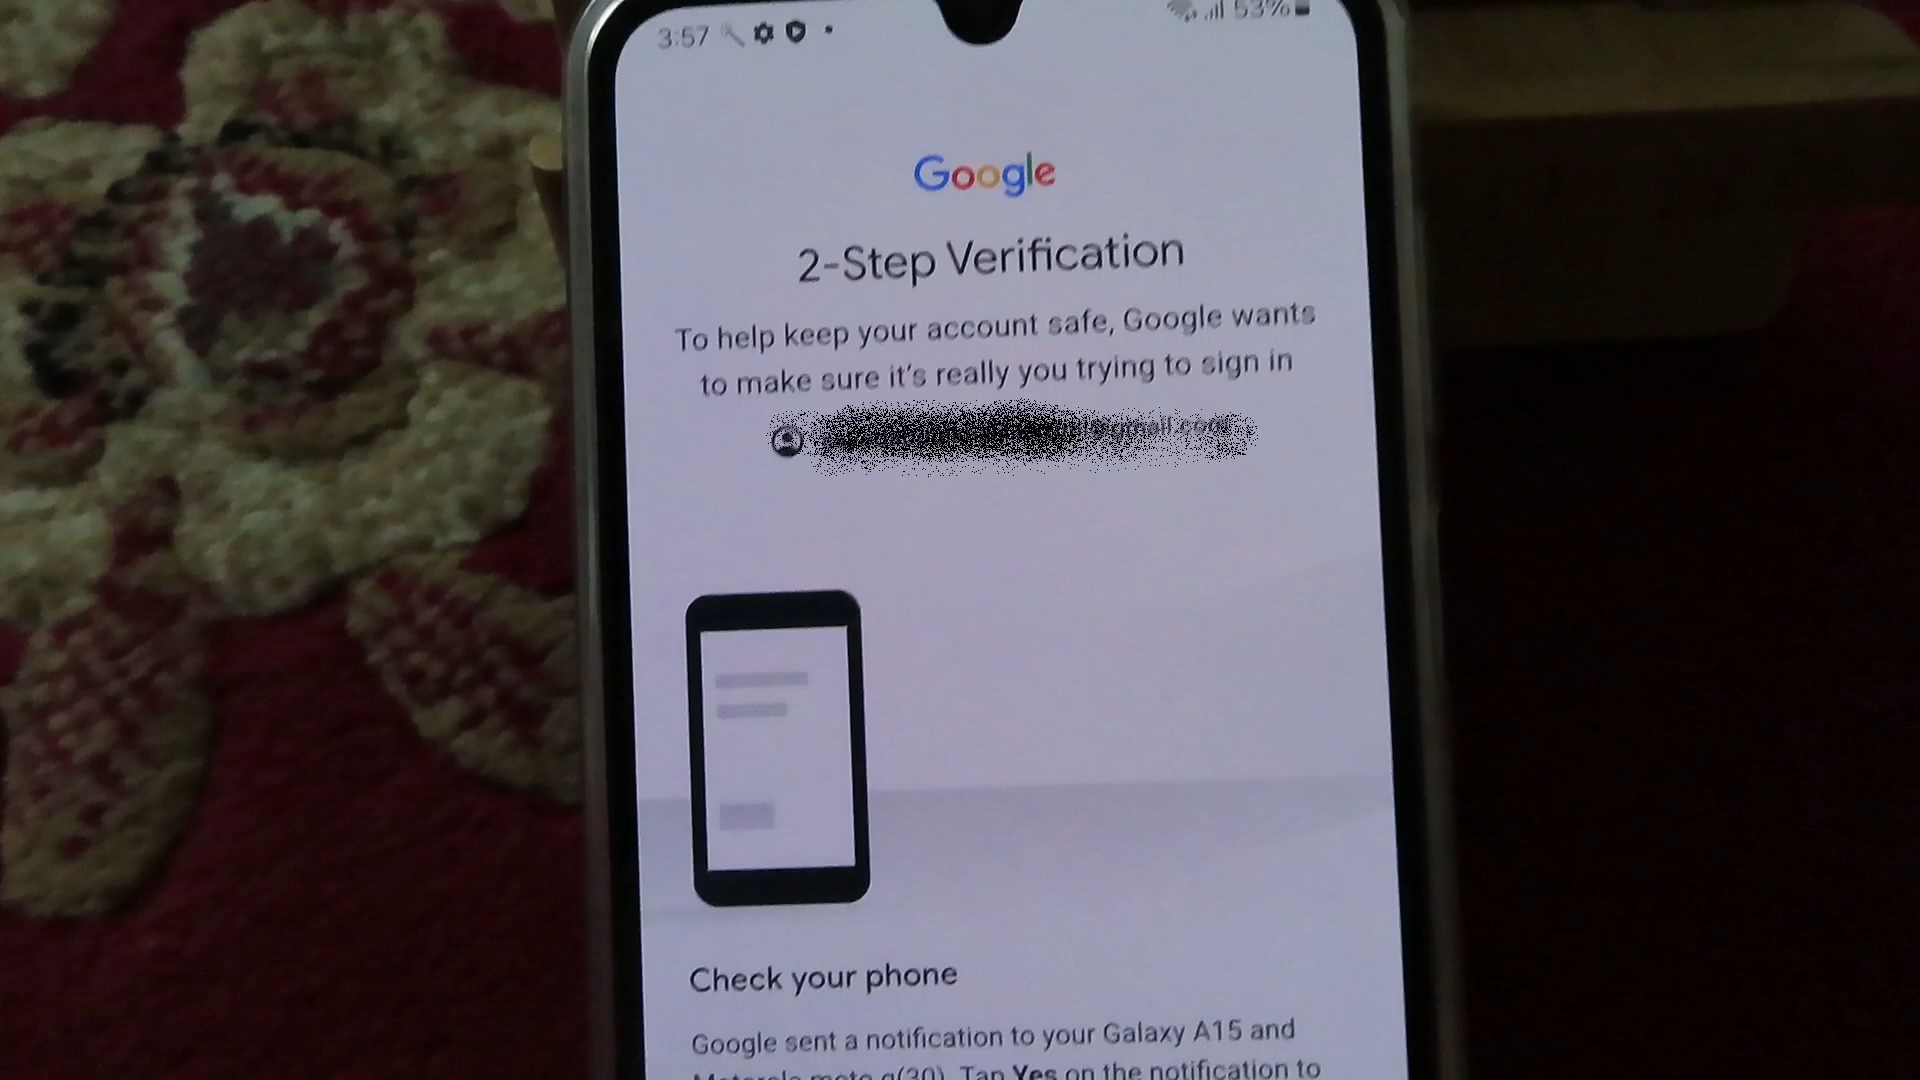 3:57
53%
Google
2-Step Verification
To help keep your account safe, Google wants
to make sure it's really you trying to sign in
@gmail.com
Check your phone
Google sent a notification to your Galaxy A15 and
Motorola moto g(30). Tap Yes on the notification to